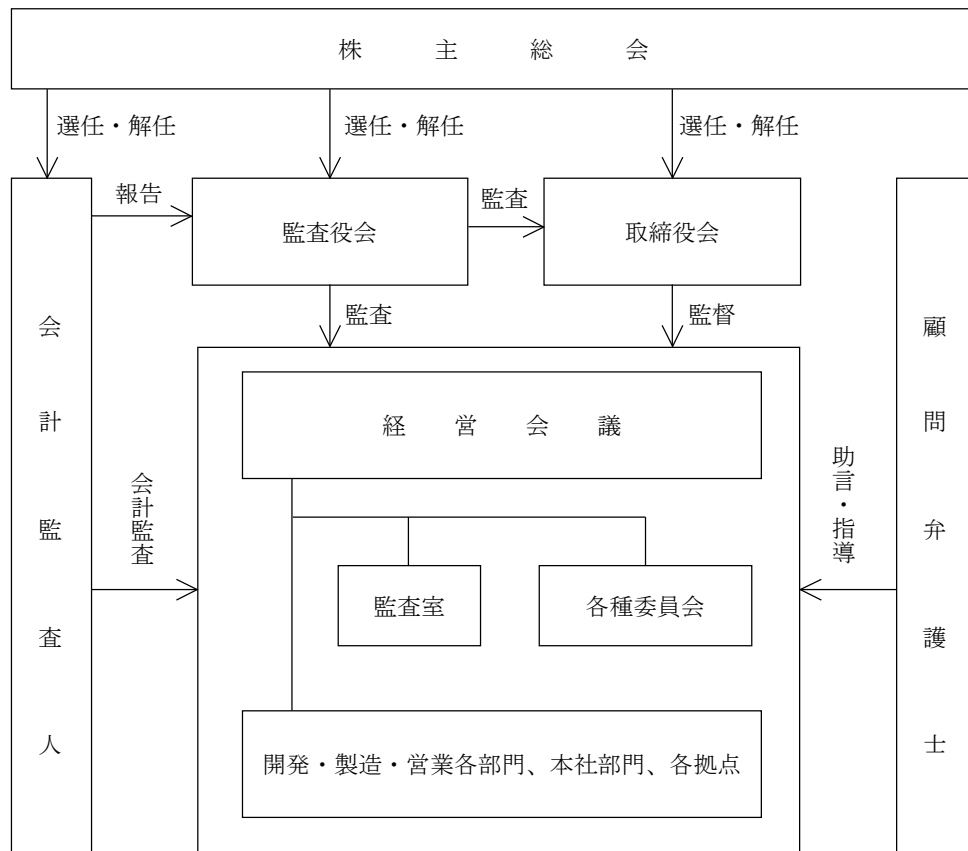 株主総会
選任・解任
選任・解任
選任・解任
報告
監査役会
監査
取締役会
監査
監督
会計監査人
会計監査
経営会議
監査室
各種委員会
開発・製造・営業各部門、本社部門、各拠点
助言・指導
顧問弁護士